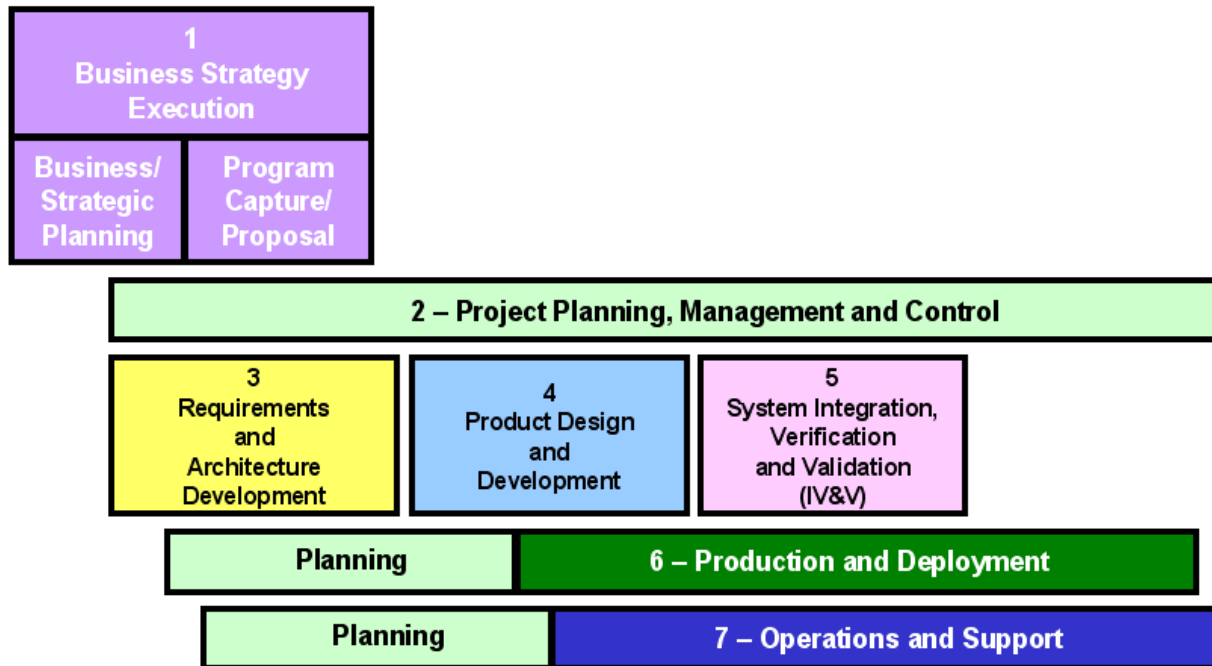 1
Business Strategy
Execution
Business/
Strategic
Planning
Program
Capture/
Proposal
2 – Project Planning, Management and Control
3
Requirements
and
Architecture
Development
4
Product Design
and
Development
5
System Integration,
Verification
and Validation
(IV&V)
Planning
6 – Production and Deployment
Planning
7 – Operations and Support